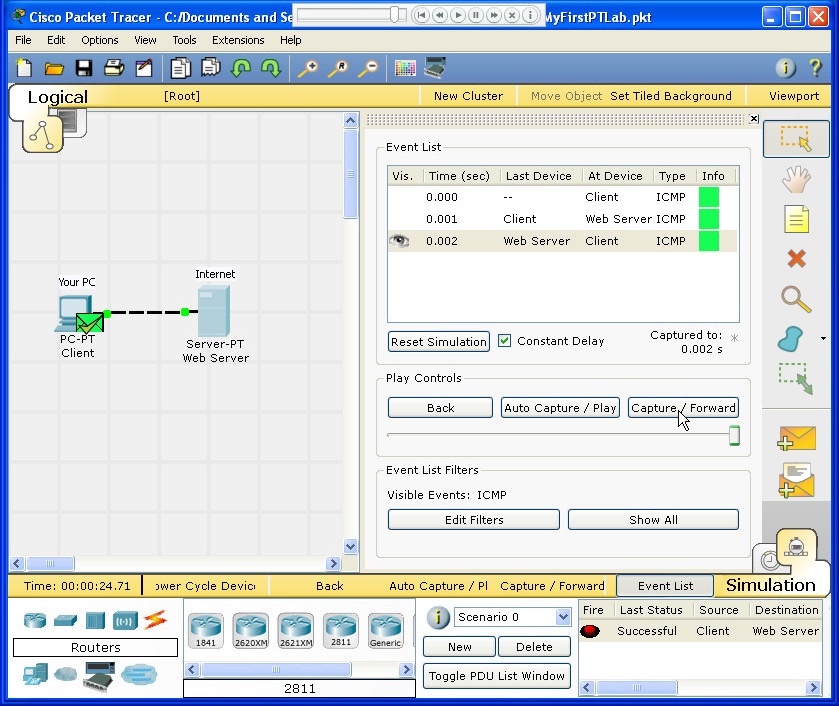 Cisco Packet Tracer - C:/Documents and Se
MyFirstPTLab.pkt
File Edit Options View Tools Extensions Help
Logical [Root] New Cluster Move Object Set Tiled Background Viewport
Event List
Vis. Time (sec) Last Device At Device Type Info
0.000 -- Client ICMP
0.001 Client Web Server ICMP
0.002 Web Server Client ICMP
Reset Simulation Constant Delay Captured to: *
0.002 s
Your PC
PC-PT
Client
Internet
Server-PT
Web Server
Play Controls
Back Auto Capture / Play Capture / Forward
Event List Filters
Visible Events: ICMP
Edit Filters Show All
Time: 00:00:24.71 ower Cycle Device Back Auto Capture / Pl Capture / Forward Event List Simulation
Routers
1841 2620XM 2621XM 2811 Generic
2811
Scenario 0
New Delete
Toggle PDU List Window
Fire Last Status Source Destination
Successful Client Web Server